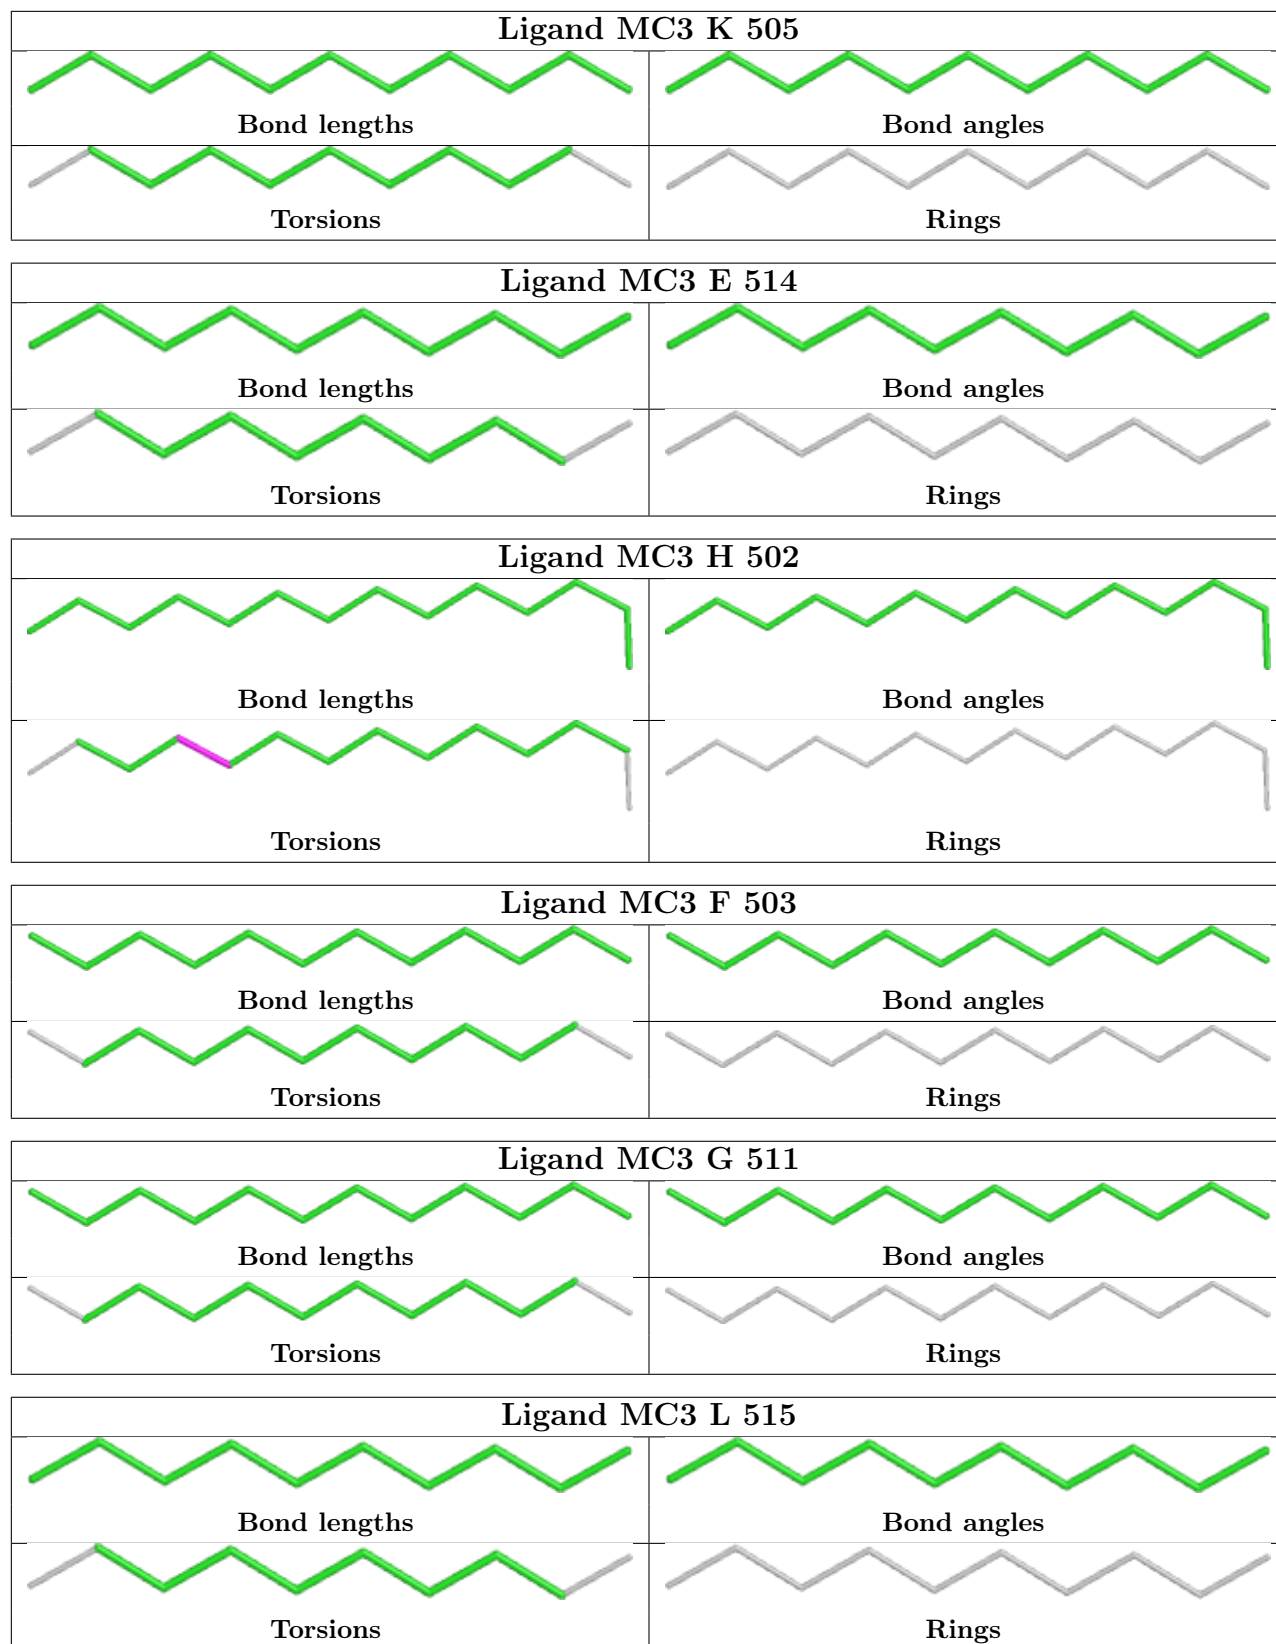 Ligand MC3 K 505
Bond lengths Bond angles
Torsions Rings
Ligand MC3 E 514
Bond lengths Bond angles
Torsions Rings
Ligand MC3 H 502
Bond lengths Bond angles
Torsions Rings
Ligand MC3 F 503
Bond lengths Bond angles
Torsions Rings
Ligand MC3 G 511
Bond lengths Bond angles
Torsions Rings
Ligand MC3 L 515
Bond lengths Bond angles
Torsions Rings